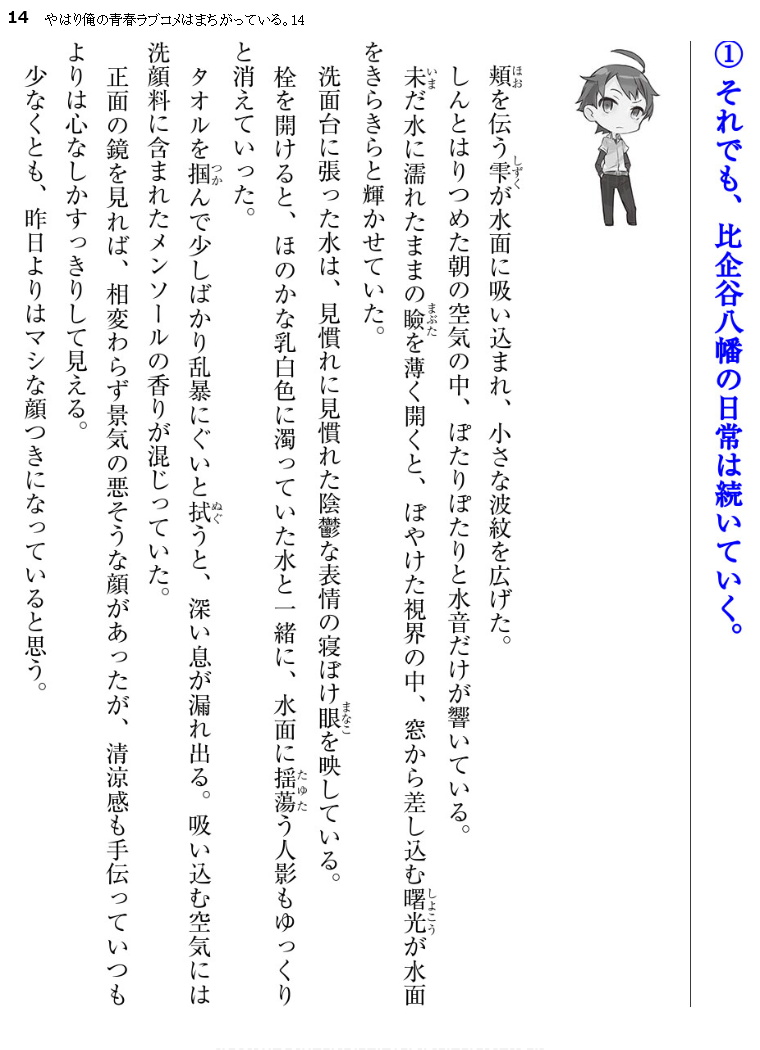 14 やはり俺の青春ラブコメはまちがっている。14
① それでも、比企谷八幡の日常は続いていく。
頬を伝う雫が水面に吸い込まれ、小さな波紋を広げた。
しんとはりつめた朝の空気の中、ぽたりぽたりと水音だけが響いている。
未だ水に濡れたままの瞼を薄く開くと、ぼやけた視界の中、窓から差し込む曙光が水面
をきらきらと輝かせていた。
洗面台に張った水は、見慣れに見慣れた陰鬱な表情の寝ぼけ眼を映している。
栓を開けると、ほのかな乳白色に濁っていた水と一緒に、水面に揺蕩う人影もゆっくり
と消えていった。
タオルを掴んで少しばかり乱暴にぐいと拭うと、深い息が漏れ出る。吸い込む空気には
洗顔料に含まれたメンソールの香りが混じっていた。
正面の鏡を見れば、相変わらず景気の悪そうな顔があったが、清涼感も手伝っていつも
よりは心なしかすっきりして見える。
少なくとも、昨日よりはマシな顔つきになっていると思う。